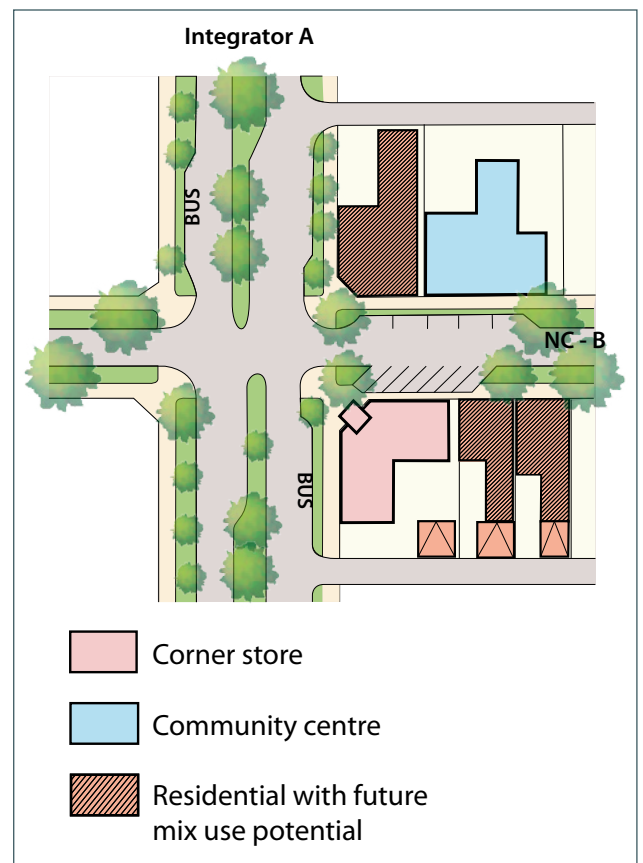 Integrator A
BUS
NC - B
BUS
Corner store
Community centre
Residential with future
mix use potential